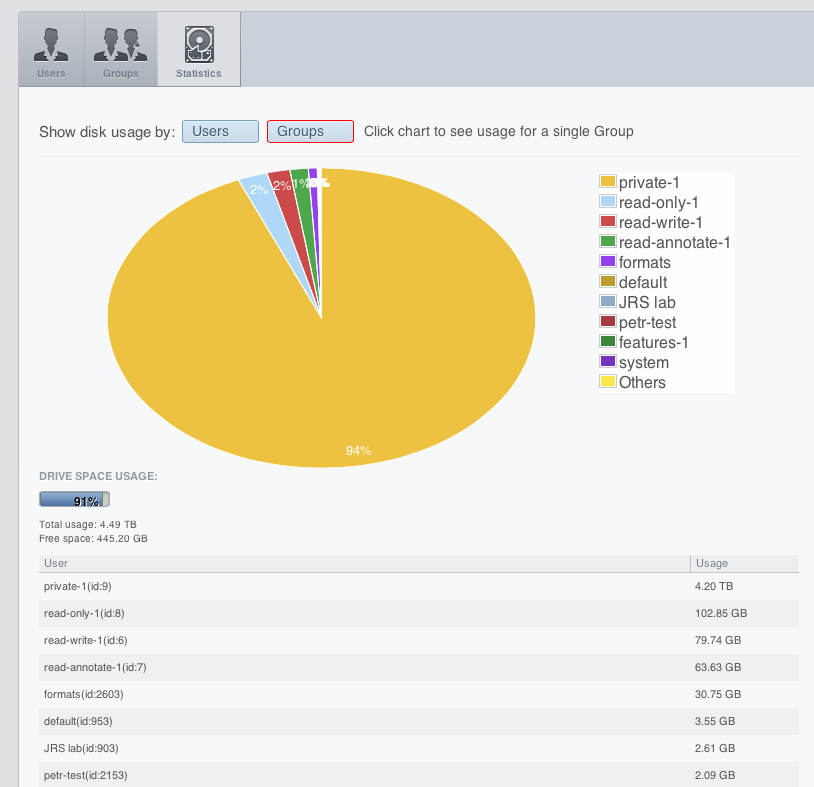 Users Groups Statistics
Show disk usage by: Users Groups Click chart to see usage for a single Group
2% 2% 1%
94%
private-1
read-only-1
read-write-1
read-annotate-1
formats
default
JRS lab
petr-test
features-1
system
Others
DRIVE SPACE USAGE:
91%
Total usage: 4.49 TB
Free space: 445.20 GB
User Usage
private-1(id:9) 4.20 TB
read-only-1(id:8) 102.85 GB
read-write-1(id:6) 79.74 GB
read-annotate-1(id:7) 63.63 GB
formats(id:2603) 30.75 GB
default(id:953) 3.55 GB
JRS lab(id:903) 2.61 GB
petr-test(id:2153) 2.09 GB